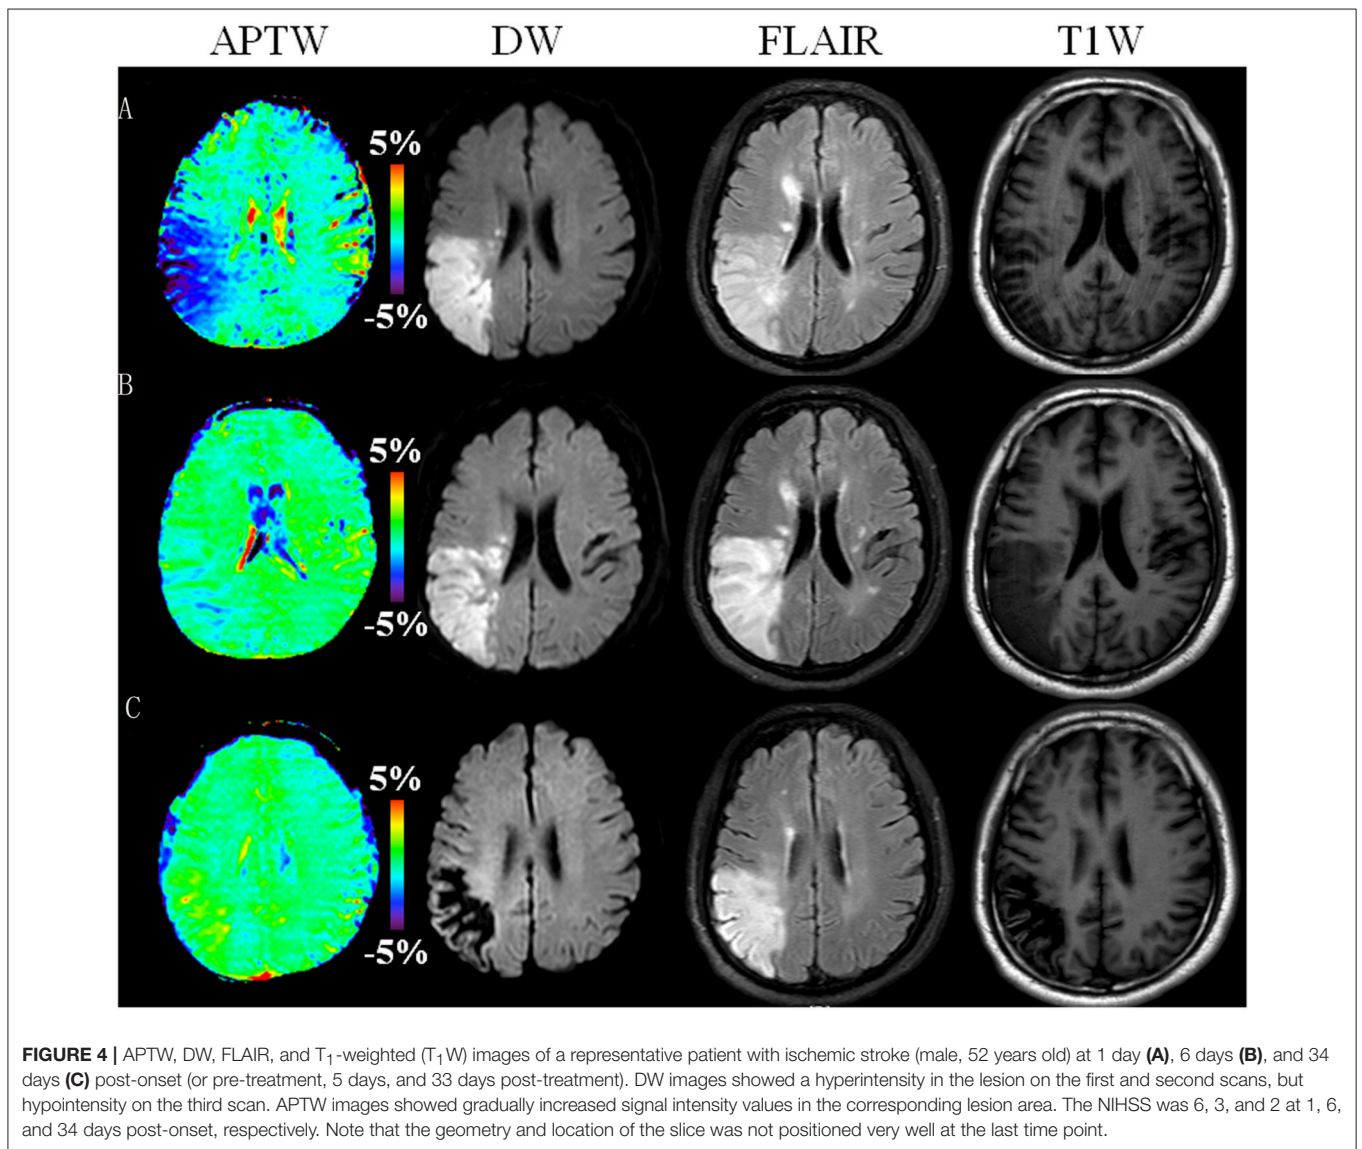 APTW DW FLAIR T1W
A
5%
-5%
B
5%
-5%
C
5%
-5%
FIGURE 4 | APTW, DW, FLAIR, and T1-weighted (T1W) images of a representative patient with ischemic stroke (male, 52 years old) at 1 day (A), 6 days (B), and 34
days (C) post-onset (or pre-treatment, 5 days, and 33 days post-treatment). DW images showed a hyperintensity in the lesion on the first and second scans, but
hypointensity on the third scan. APTW images showed gradually increased signal intensity values in the corresponding lesion area. The NIHSS was 6, 3, and 2 at 1, 6,
and 34 days post-onset, respectively. Note that the geometry and location of the slice was not positioned very well at the last time point.